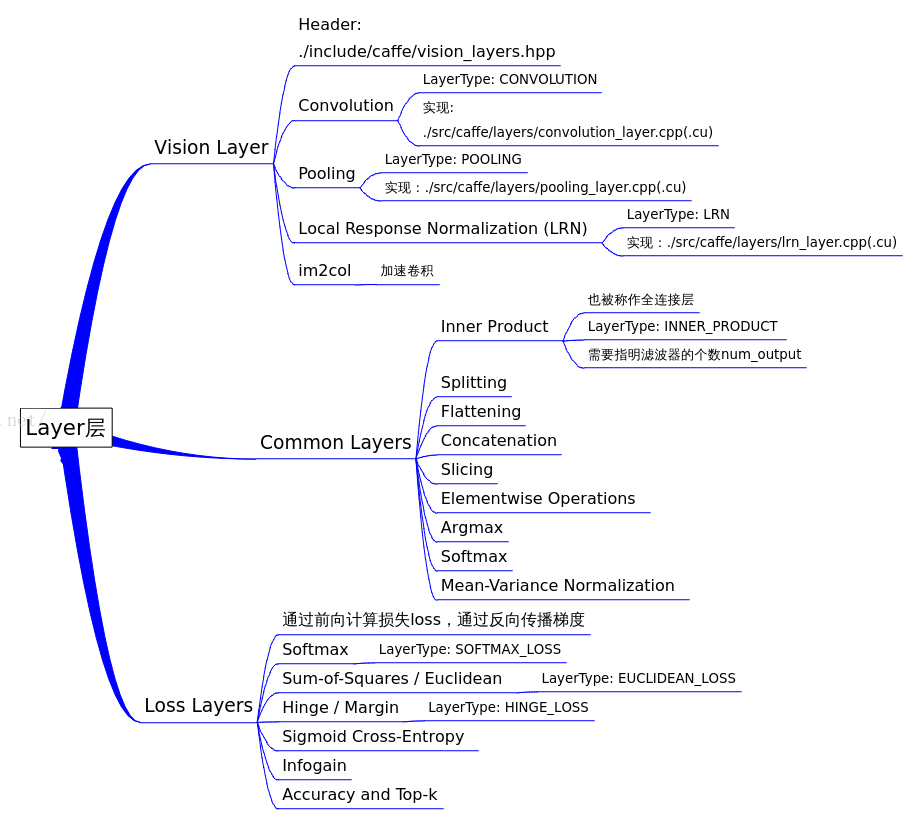 Header:
./include/caffe/vision_layers.hpp
LayerType: CONVOLUTION
Convolution
实现:
./src/caffe/layers/convolution_layer.cpp(.cu)
Vision Layer
LayerType: POOLING
Pooling
实现：./src/caffe/layers/pooling_layer.cpp(.cu)
LayerType: LRN
Local Response Normalization (LRN)
实现：./src/caffe/layers/lrn_layer.cpp(.cu)
im2col
加速卷积
也被称作全连接层
Inner Product
LayerType: INNER_PRODUCT
需要指明滤波器的个数num_output
Splitting
Flattening
.net/
Layer层
Common Layers
Concatenation
Slicing
Elementwise Operations
Argmax
Softmax
Mean-Variance Normalization
通过前向计算损失loss，通过反向传播梯度
Softmax
LayerType: SOFTMAX_LOSS
Sum-of-Squares / Euclidean
LayerType: EUCLIDEAN_LOSS
Loss Layers
Hinge / Margin
LayerType: HINGE_LOSS
Sigmoid Cross-Entropy
Infogain
Accuracy and Top-k